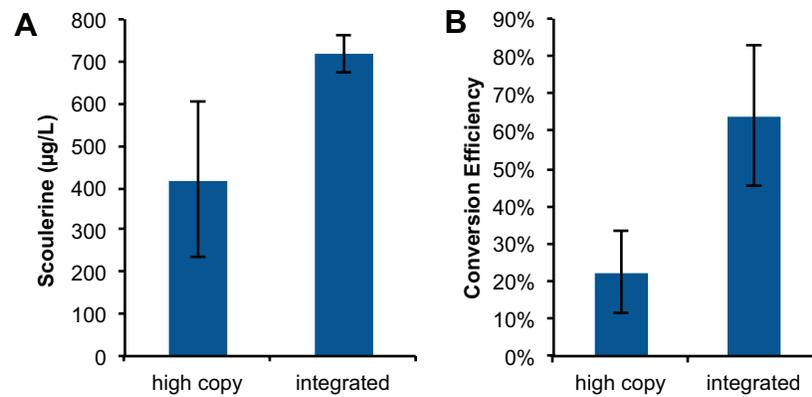 A
800
700
600
500
400
300
200
100
0
Scoulerine (µg/L)
high copy
integrated
B
90%
80%
70%
60%
50%
40%
30%
20%
10%
0%
Conversion Efficiency
high copy
integrated